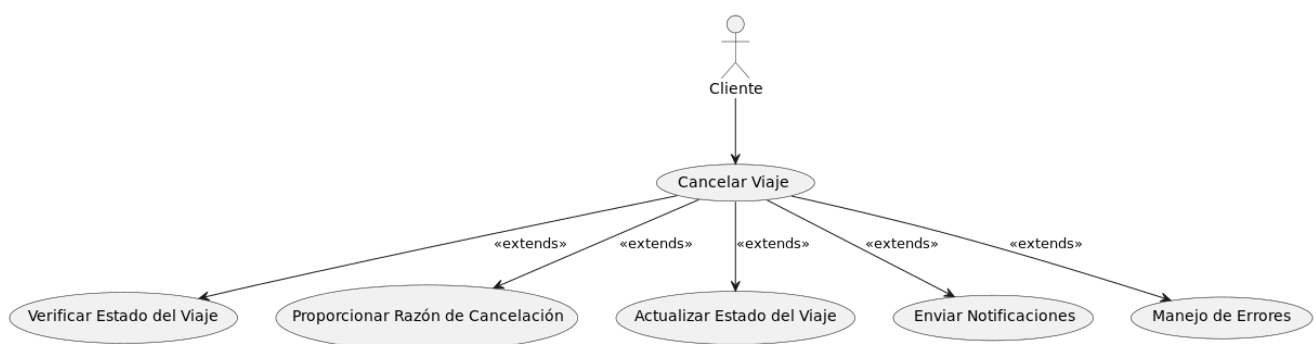 Cliente
Cancelar Viaje
«extends»
«extends»
«extends»
«extends»
«extends»
Verificar Estado del Viaje
Proporcionar Razón de Cancelación
Actualizar Estado del Viaje
Enviar Notificaciones
Manejo de Errores